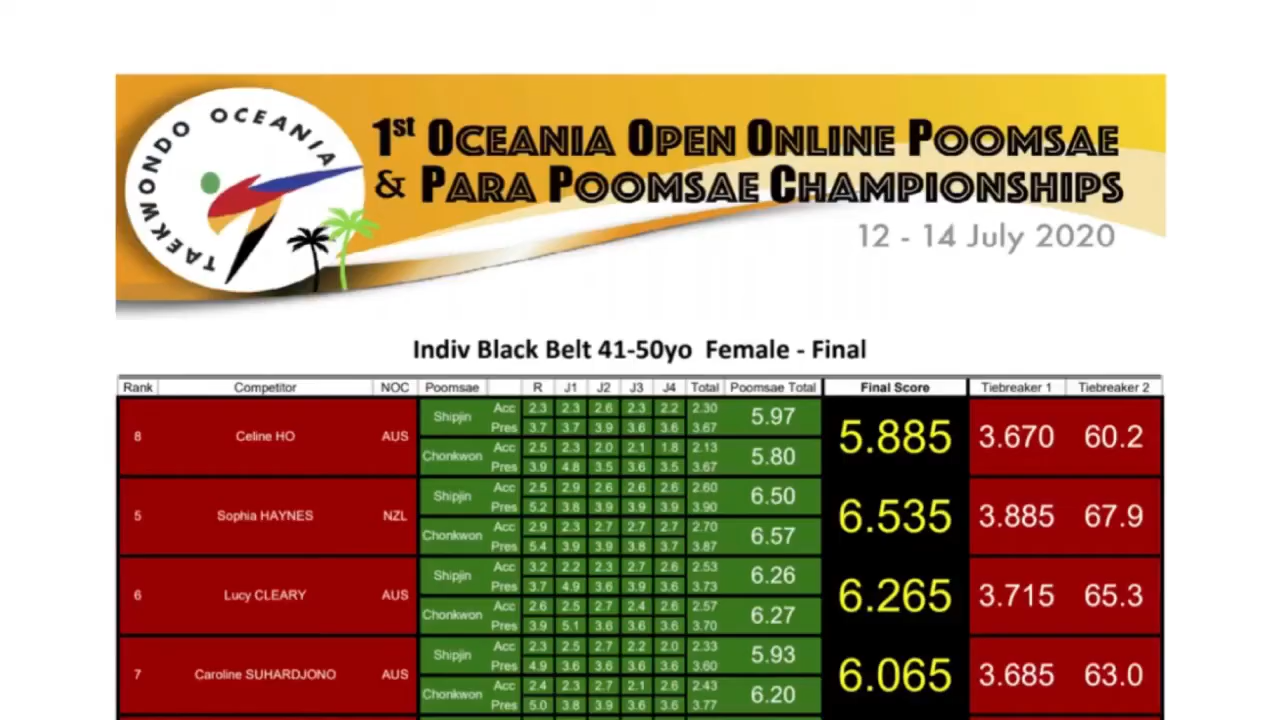 TAEKWONDO OCEANIA
1st OCEANIA OPEN ONLINE POOMSAE
& PARA POOMSAE CHAMPIONSHIPS
12 - 14 July 2020
Indiv Black Belt 41-50yo Female - Final
Rank Competitor NOC Poomsae R J1 J2 J3 J4 Total Poomsae Total Final Score Tiebreaker 1 Tiebreaker 2
8 Celine HO AUS Shipjin Acc 2.3 2.3 2.6 2.3 2.2 2.30 5.97 5.885 3.670 60.2
Pres 3.7 3.7 3.9 3.6 3.6 3.67
Chonkwon Acc 2.5 2.3 2.0 2.1 1.8 2.13 5.80
Pres 3.9 4.8 3.5 3.6 3.5 3.67
5 Sophia HAYNES NZL Shipjin Acc 2.5 2.9 2.6 2.6 2.6 2.60 6.50 6.535 3.885 67.9
Pres 5.2 3.8 3.9 3.9 3.9 3.90
Chonkwon Acc 2.9 2.3 2.7 2.7 2.7 2.70 6.57
Pres 5.4 3.9 3.9 3.8 3.7 3.87
6 Lucy CLEARY AUS Shipjin Acc 3.2 2.2 2.3 2.7 2.6 2.53 6.26 6.265 3.715 65.3
Pres 3.7 4.9 3.6 3.9 3.6 3.73
Chonkwon Acc 2.6 2.5 2.7 2.4 2.6 2.57 6.27
Pres 3.9 5.1 3.6 3.6 3.6 3.70
7 Caroline SUHARDJONO AUS Shipjin Acc 2.3 2.5 2.7 2.2 2.0 2.33 5.93 6.065 3.685 63.0
Pres 4.9 3.6 3.6 3.6 3.6 3.60
Chonkwon Acc 2.4 2.3 2.7 2.1 2.6 2.43 6.20
Pres 5.0 3.8 3.9 3.6 3.6 3.77